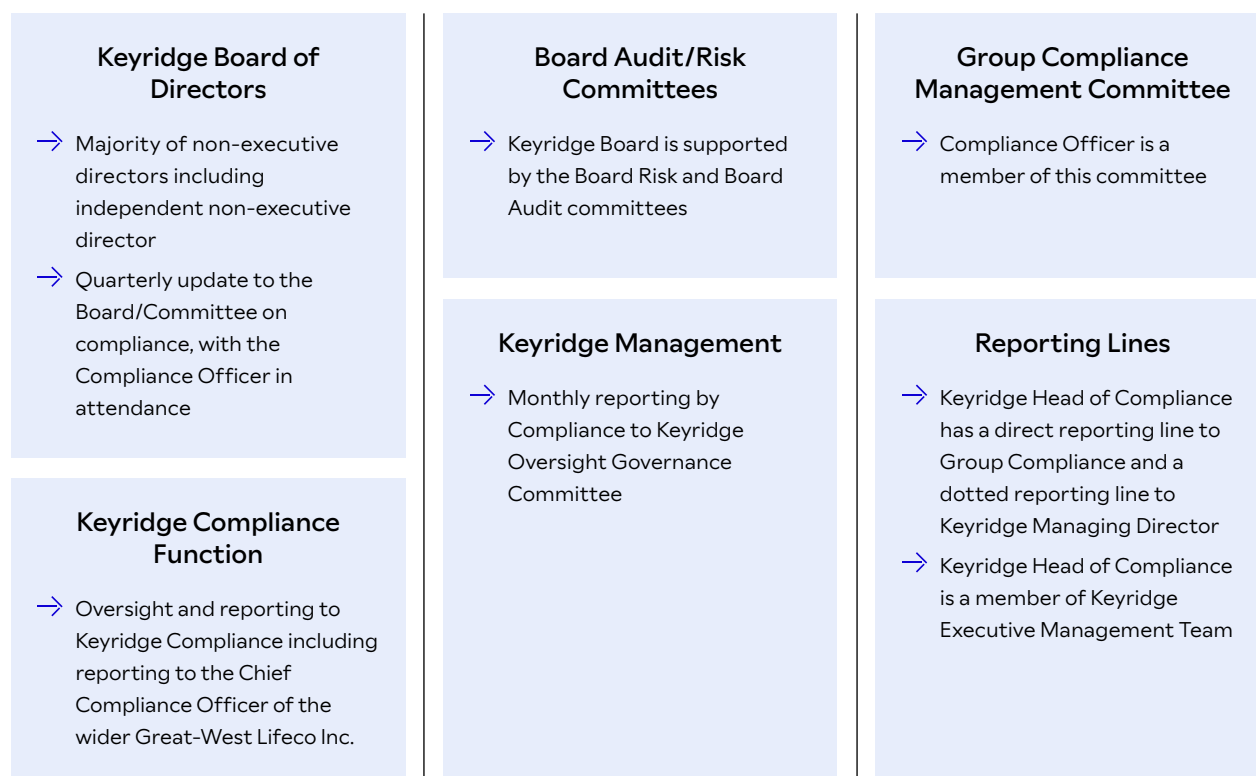 Keyridge Board of
Directors
Majority of non-executive
directors including
independent non-executive
director
Quarterly update to the
Board/Committee on
compliance, with the
Compliance Officer in
attendance
Keyridge Compliance
Function
Oversight and reporting to
Keyridge Compliance including
reporting to the Chief
Compliance Officer of the
wider Great-West Lifeco Inc.
Board Audit/Risk
Committees
Keyridge Board is supported
by the Board Risk and Board
Audit committees
Keyridge Management
Monthly reporting by
Compliance to Keyridge
Oversight Governance
Committee
Group Compliance
Management Committee
Compliance Officer is a
member of this committee
Reporting Lines
Keyridge Head of Compliance
has a direct reporting line to
Group Compliance and a
dotted reporting line to
Keyridge Managing Director
Keyridge Head of Compliance
is a member of Keyridge
Executive Management Team